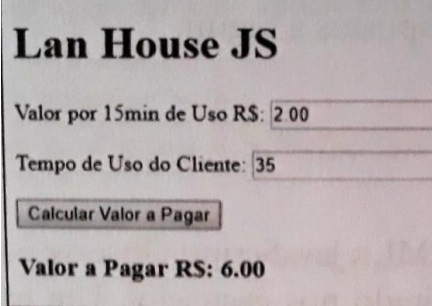 Lan House JS
Valor por 15min de Uso R$: 2.00
Tempo de Uso do Cliente: 35
Calcular Valor a Pagar
Valor a Pagar R$: 6.00